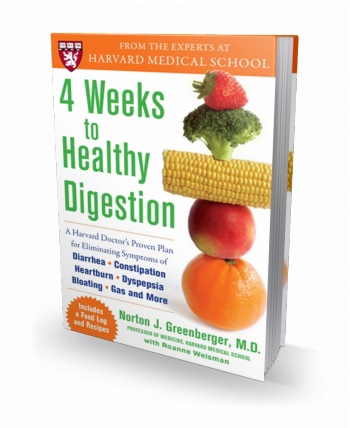 FROM THE EXPERTS AT
HARVARD MEDICAL SCHOOL
4 Weeks
to
Healthy
Digestion
A Harvard Doctor's Proven Plan
for Eliminating Symptoms of
Diarrhea • Constipation
Heartburn • Dyspepsia
Bloating • Gas and More
Includes
a Food Log
and Recipes
Norton J. Greenberger, M.D.
PROFESSOR OF MEDICINE, HARVARD MEDICAL SCHOOL
with Roanne Weisman